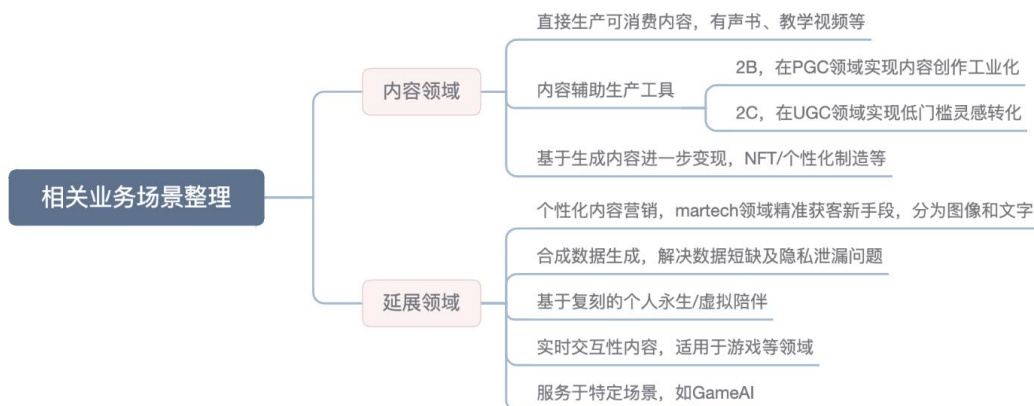 相关业务场景整理
内容领域
直接生产可消费内容，有声书、教学视频等
内容辅助生产工具
2B，在PGC领域实现内容创作工业化
2C，在UGC领域实现低门槛灵感转化
基于生成内容进一步变现，NFT/个性化制造等
延展领域
个性化内容营销，martech领域精准获客新手段，分为图像和文字
合成数据生成，解决数据短缺及隐私泄漏问题
基于复刻的个人永生/虚拟陪伴
实时交互性内容，适用于游戏等领域
服务于特定场景，如GameAI